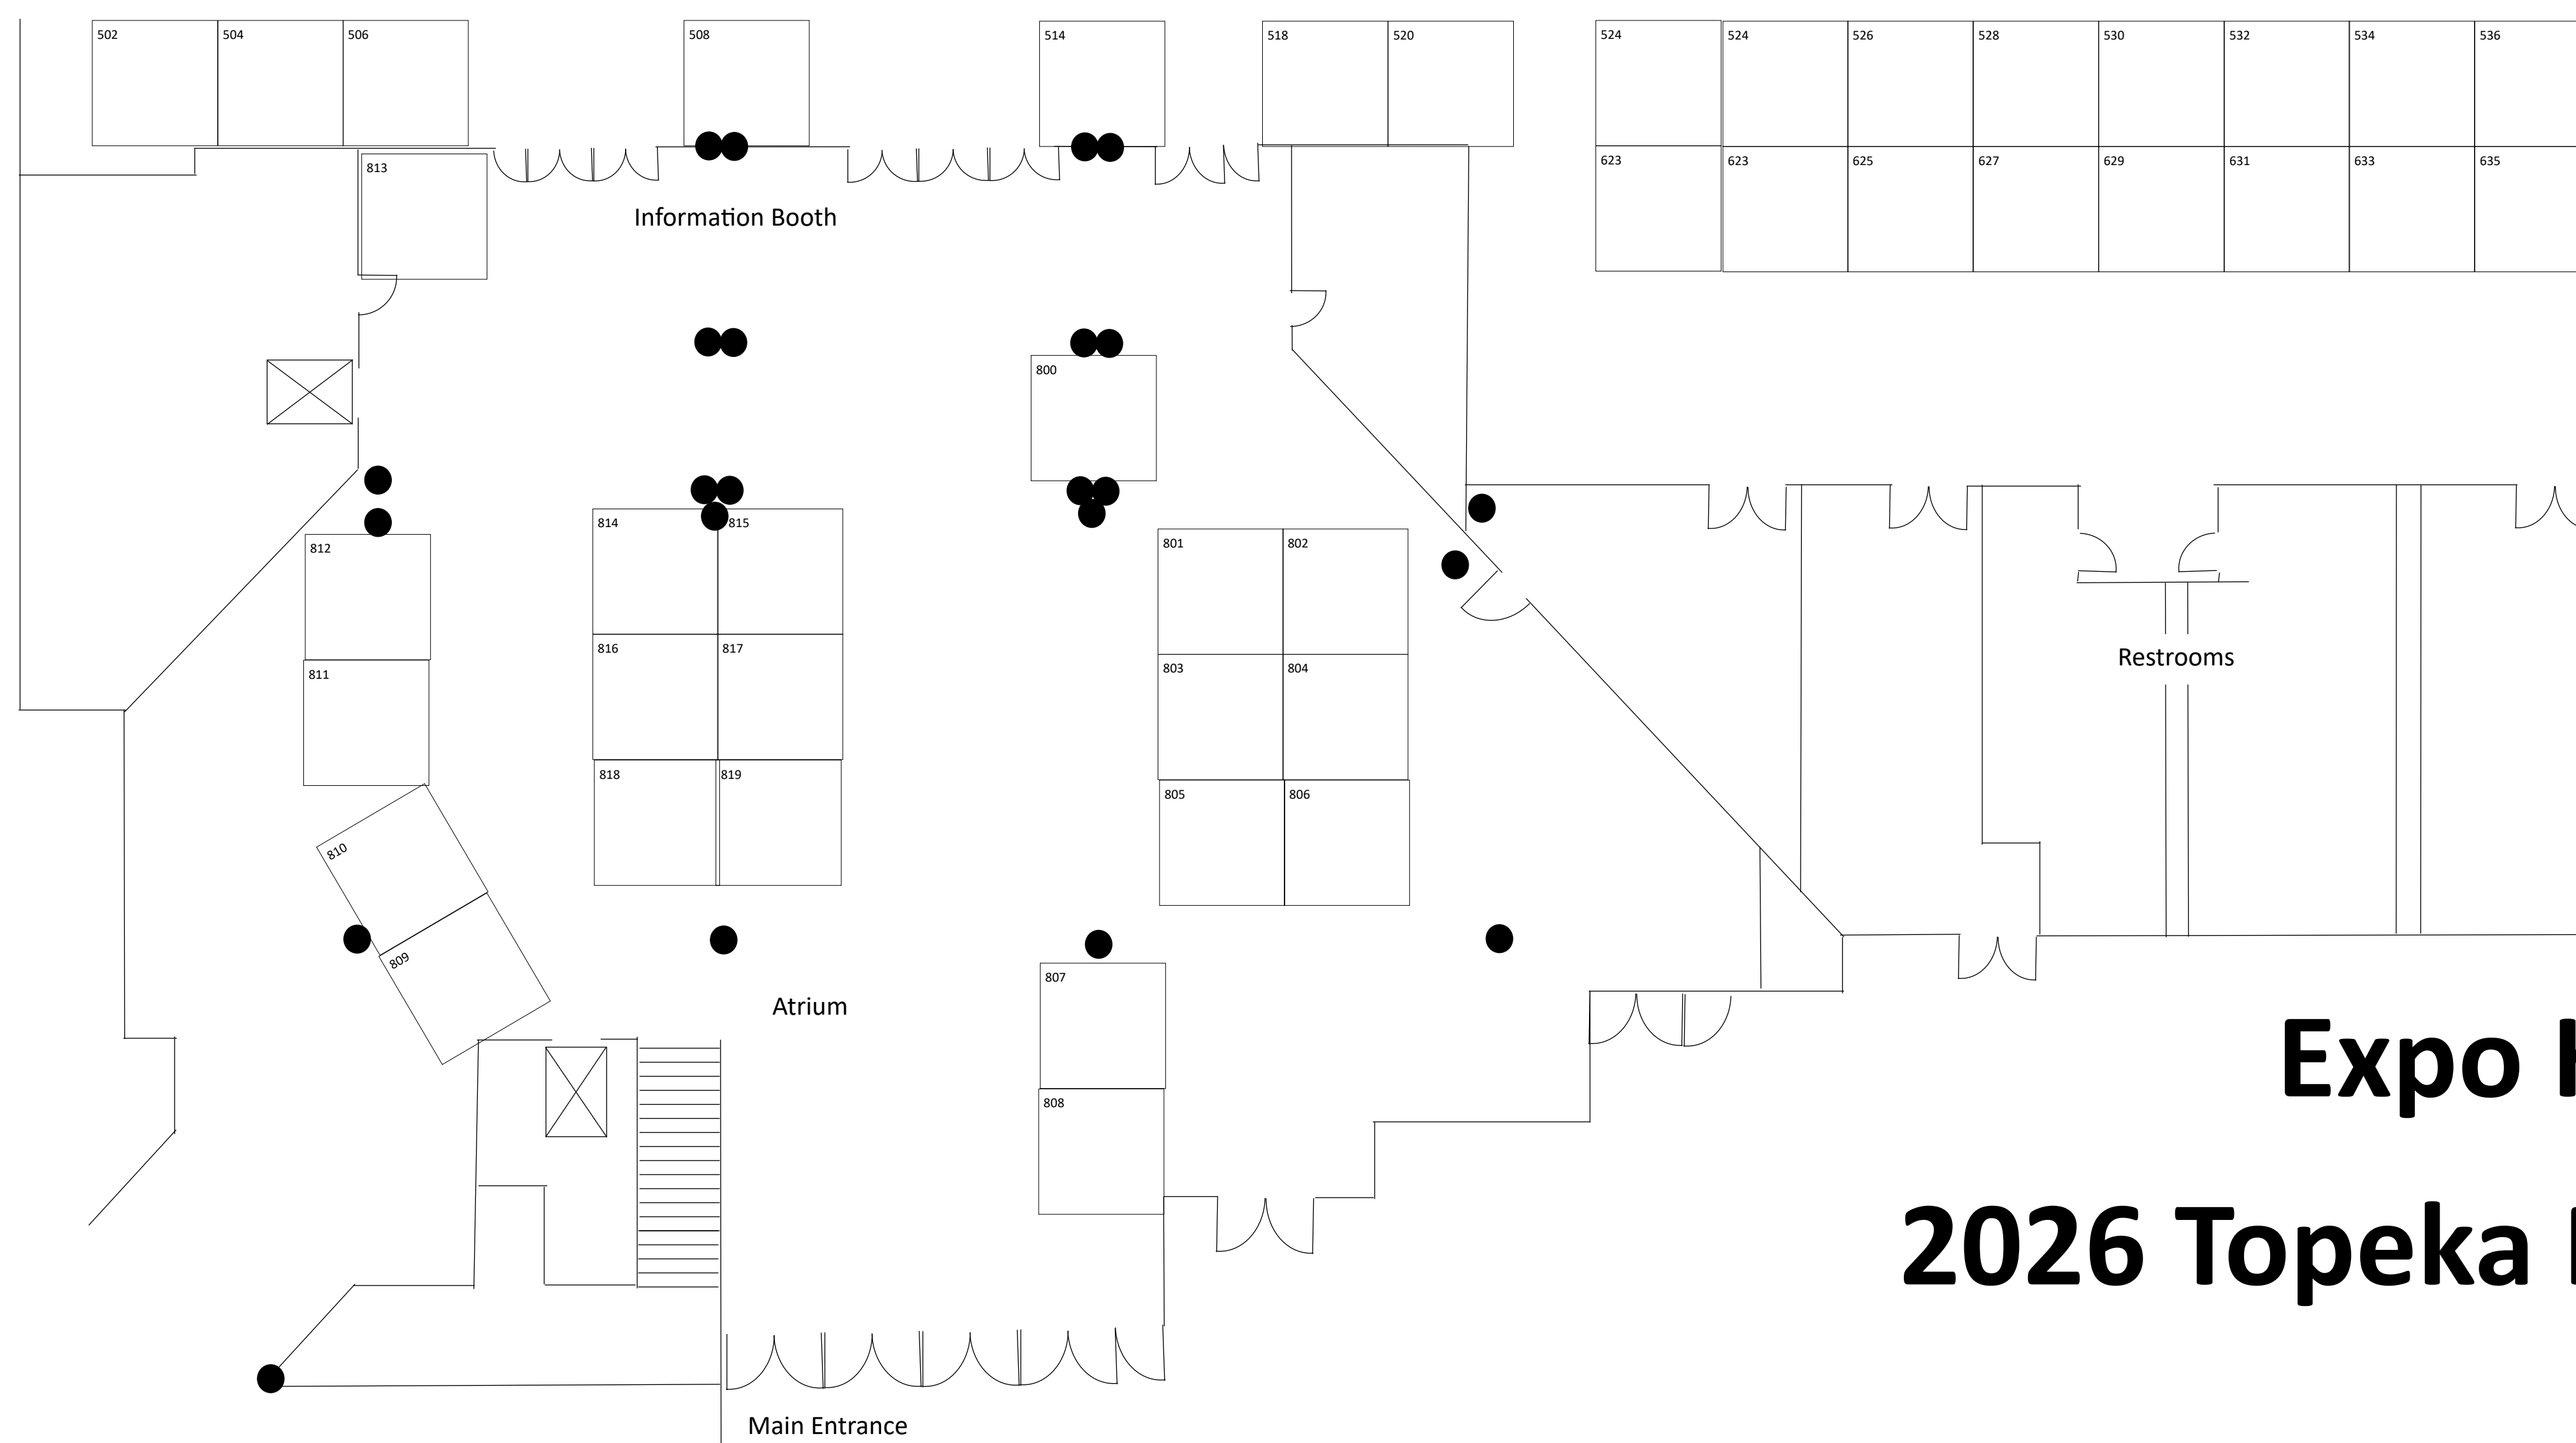 502 504 506 508 514 518 520 524 524 526 528 530 532 534 536
813 623 623 625 627 629 631 633 635
Information Booth
800
814 815 801 802
812
816 817 803 804
Restrooms
811
818 819 805 806
810
809
807
Atrium
Expo
808
2026 Topeka
Main Entrance